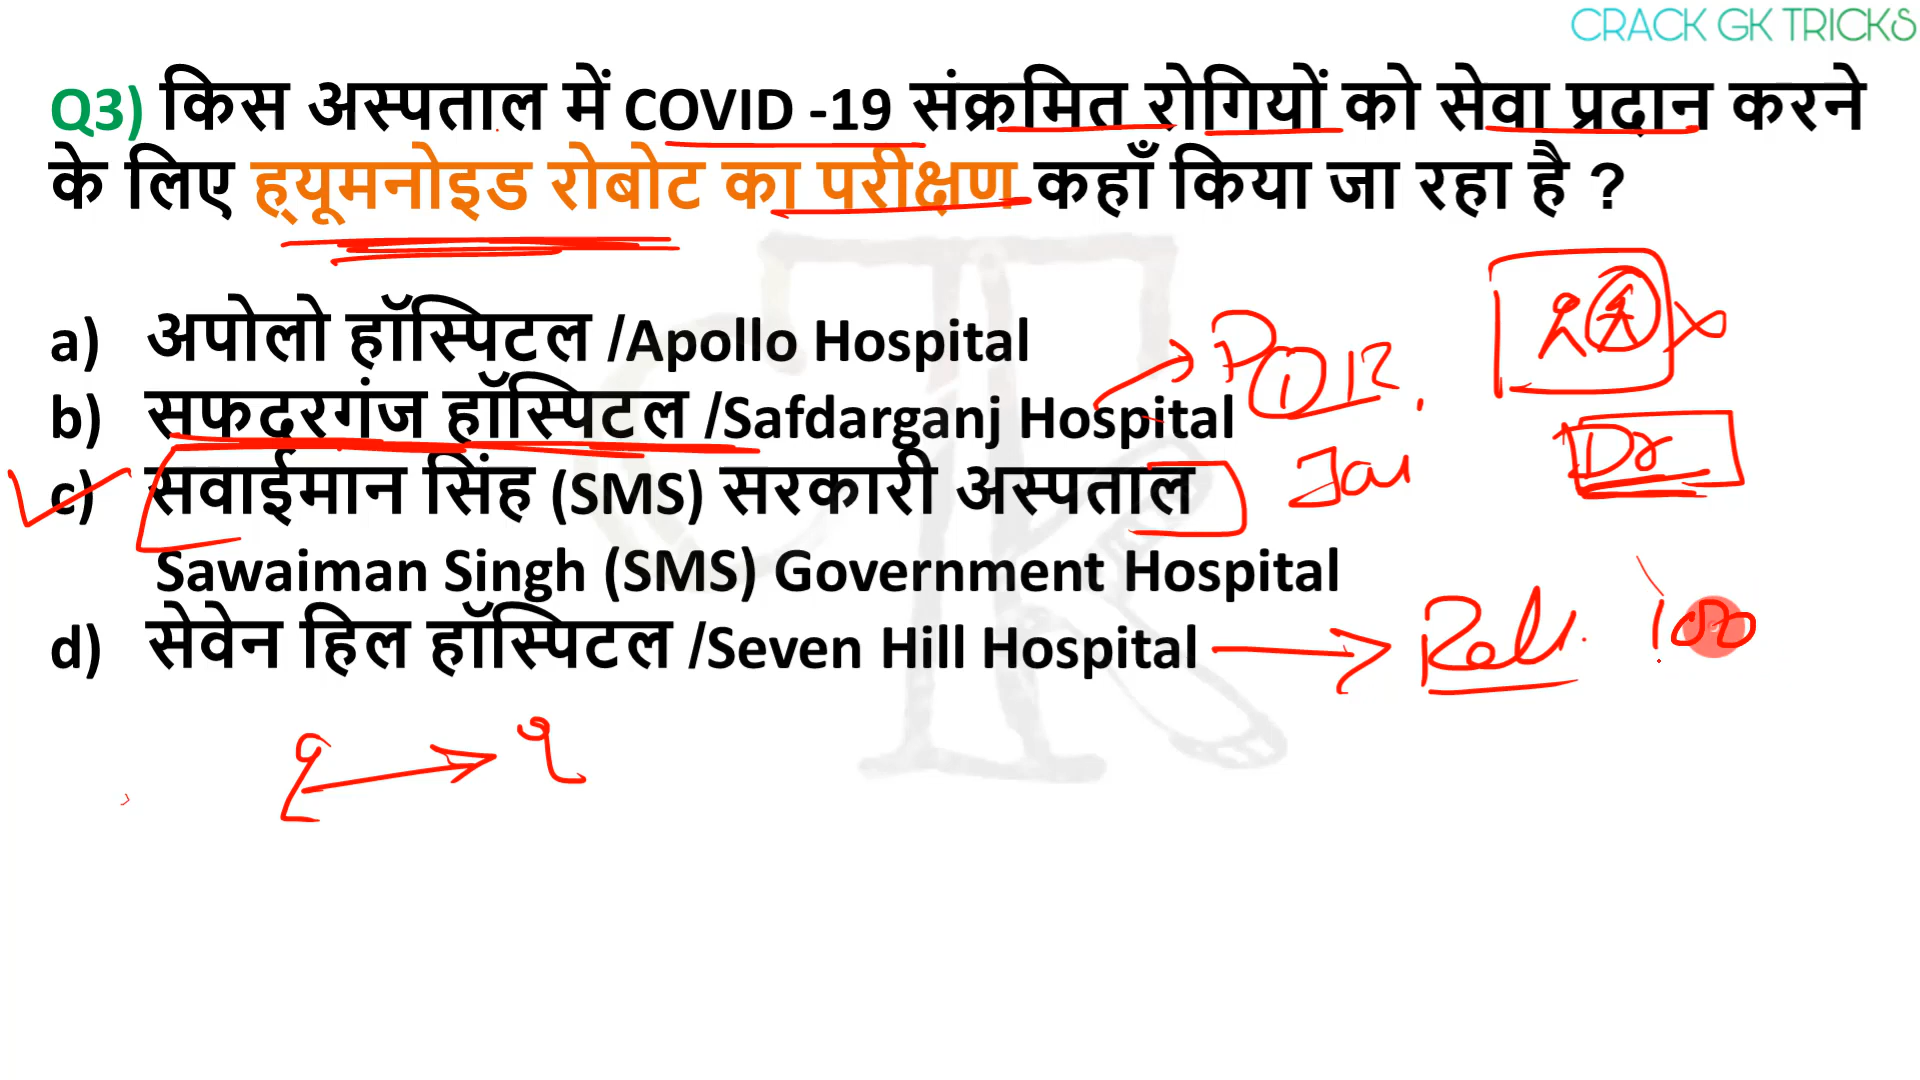 CRACK GK TRICKS
Q3) किस अस्पताल में COVID -19 संक्रमित रोगियों को सेवा प्रदान करने
के लिए ह्यूमनोइड रोबोट का परीक्षण कहाँ किया जा रहा है ?
a) अपोलो हॉस्पिटल /Apollo Hospital
b) सफदरगंज हॉस्पिटल /Safdarganj Hospital
c) सवाईमान सिंह (SMS) सरकारी अस्पताल
Sawaiman Singh (SMS) Government Hospital
d) सेवेन हिल हॉस्पिटल /Seven Hill Hospital
Dr
100